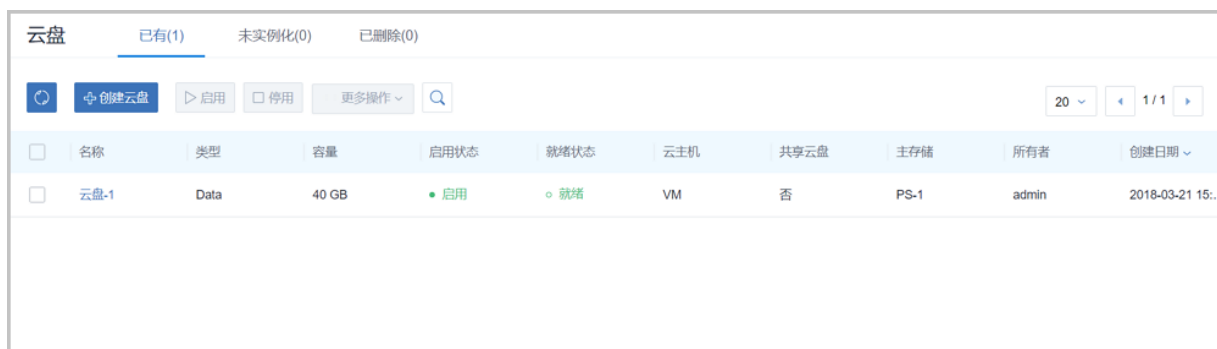 云盘 已有(1) 未实例化(0) 已删除(0)
创建云盘 启用 停用 更多操作 20 1 / 1
名称 类型 容量 启用状态 就绪状态 云主机 共享云盘 主存储 所有者 创建日期
云盘-1 Data 40 GB 启用 就绪 VM 否 PS-1 admin 2018-03-21 15:..